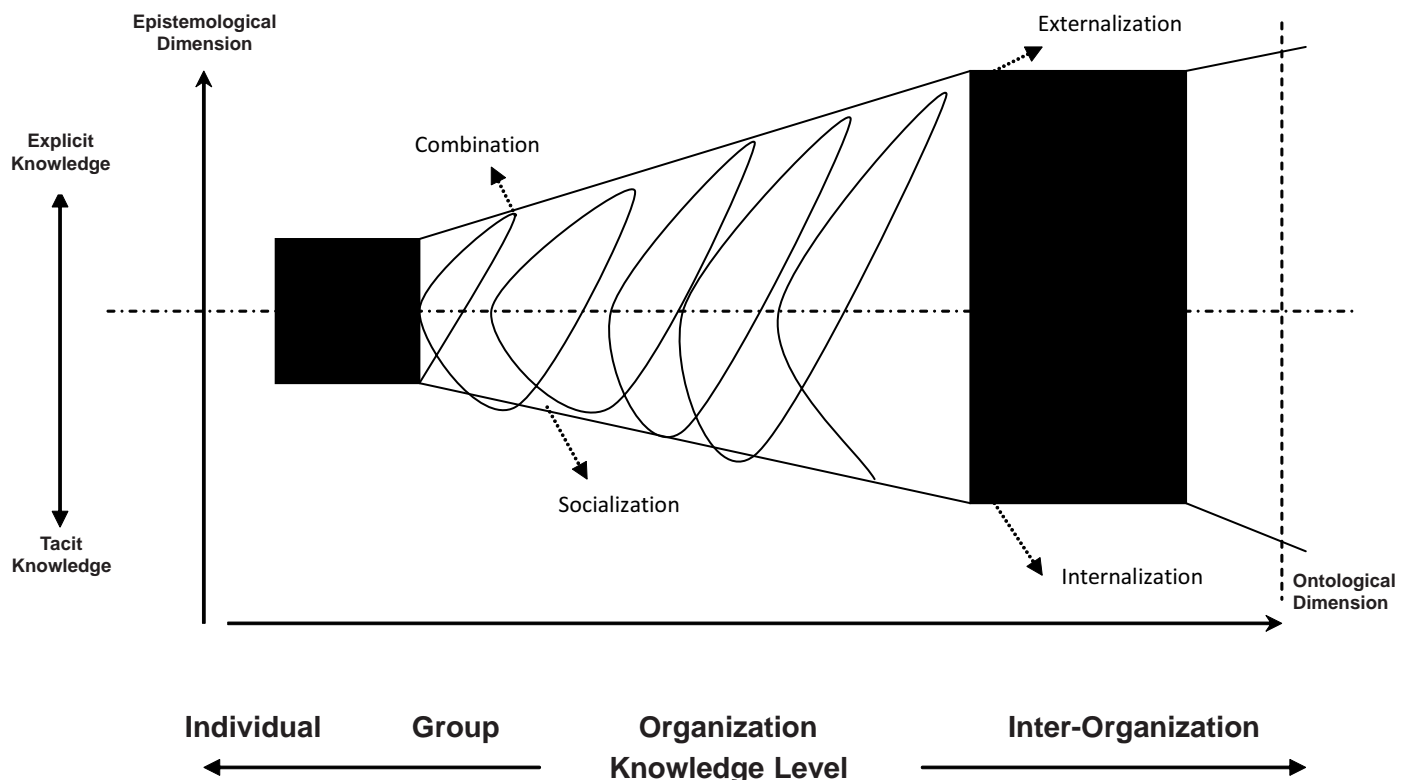 Epistemological
Dimension
Externalization
Explicit
Knowledge
Combination
Socialization
Tacit
Knowledge
Internalization
Ontological
Dimension
Individual Group Organization Inter-Organization
Knowledge Level